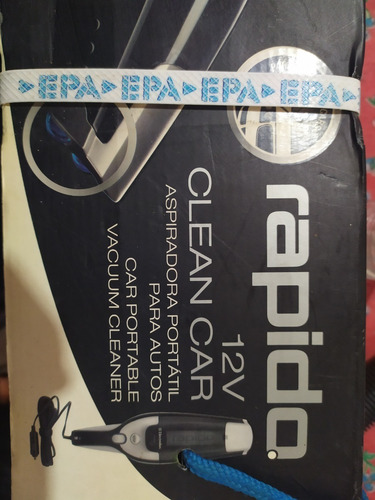 EPA EPA EPA EPA
rapido.
12V
CLEAN CAR
ASPIRADORA PORTÁTIL
PARA AUTOS
CAR PORTABLE
VACUUM CLEANER